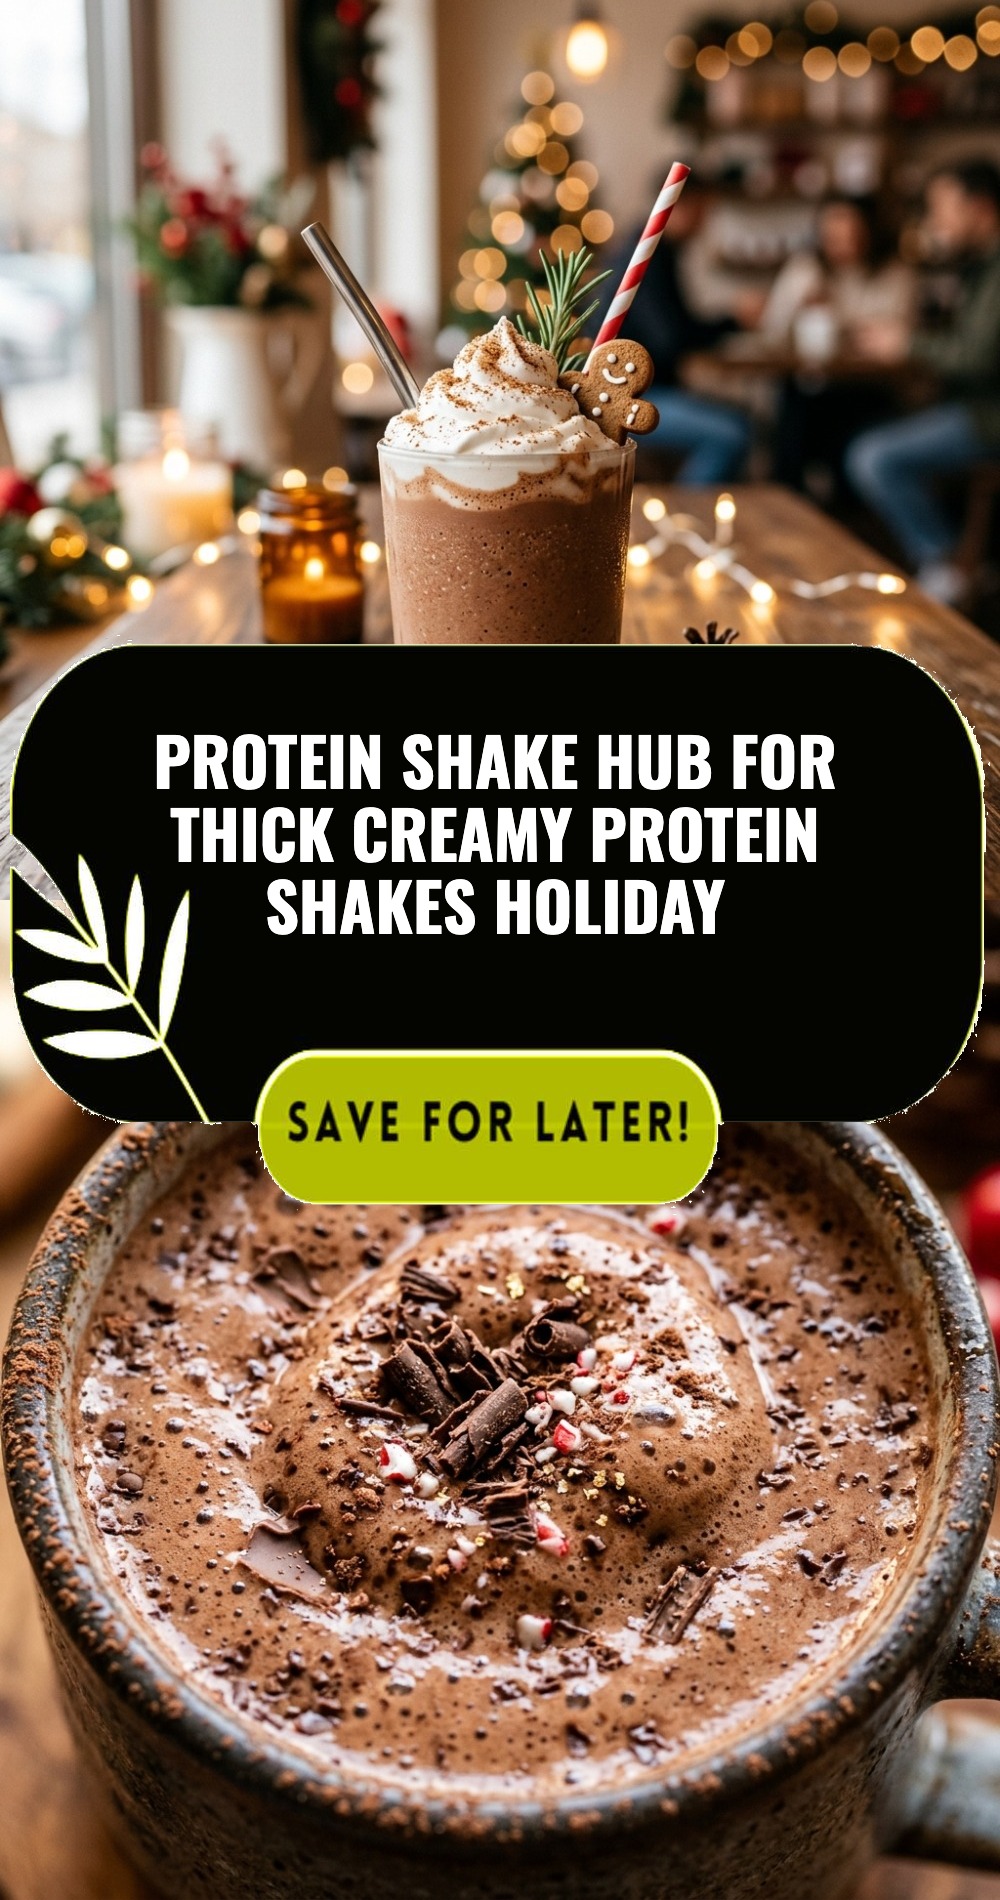 PROTEIN SHAKE HUB FOR
THICK CREAMY PROTEIN
SHAKES HOLIDAY
SAVE FOR LATER!